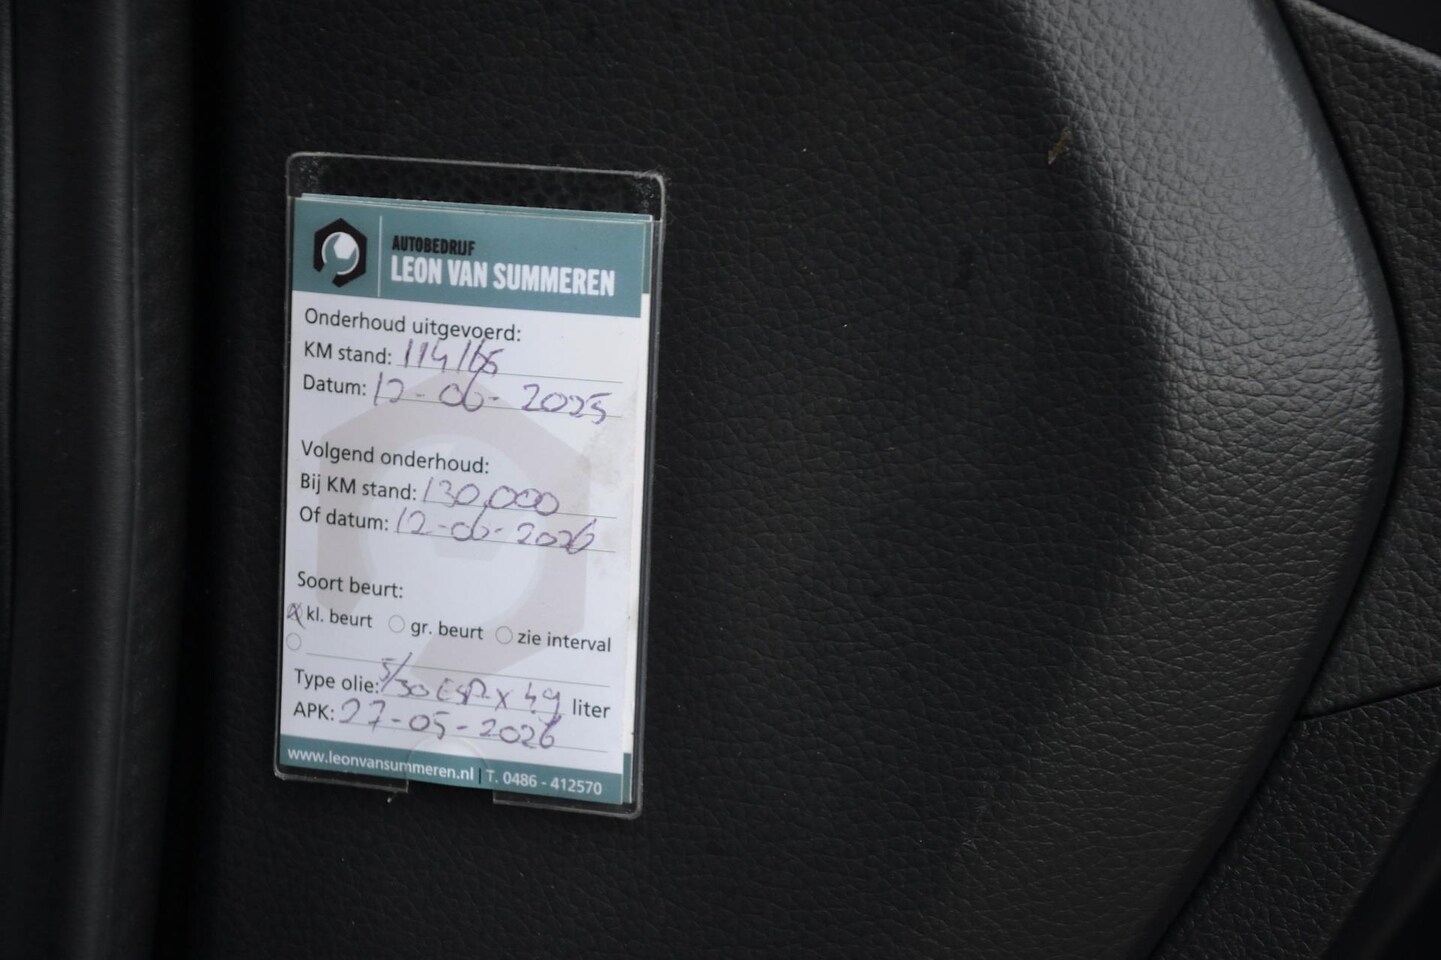 AUTOBEDRIJF
LEON VAN SUMMEREN
Onderhoud uitgevoerd:
KM stand: 114165
Datum: 12-06-2025
Volgend onderhoud:
Bij KM stand: 130,000
Of datum: 12-06-2026
Soort beurt:
kl. beurt gr. beurt zie interval
Type olie: 5/30 ESP x 4,9 liter
APK: 27-05-2026
www.leonvansummeren.nl | T. 0486 - 412570